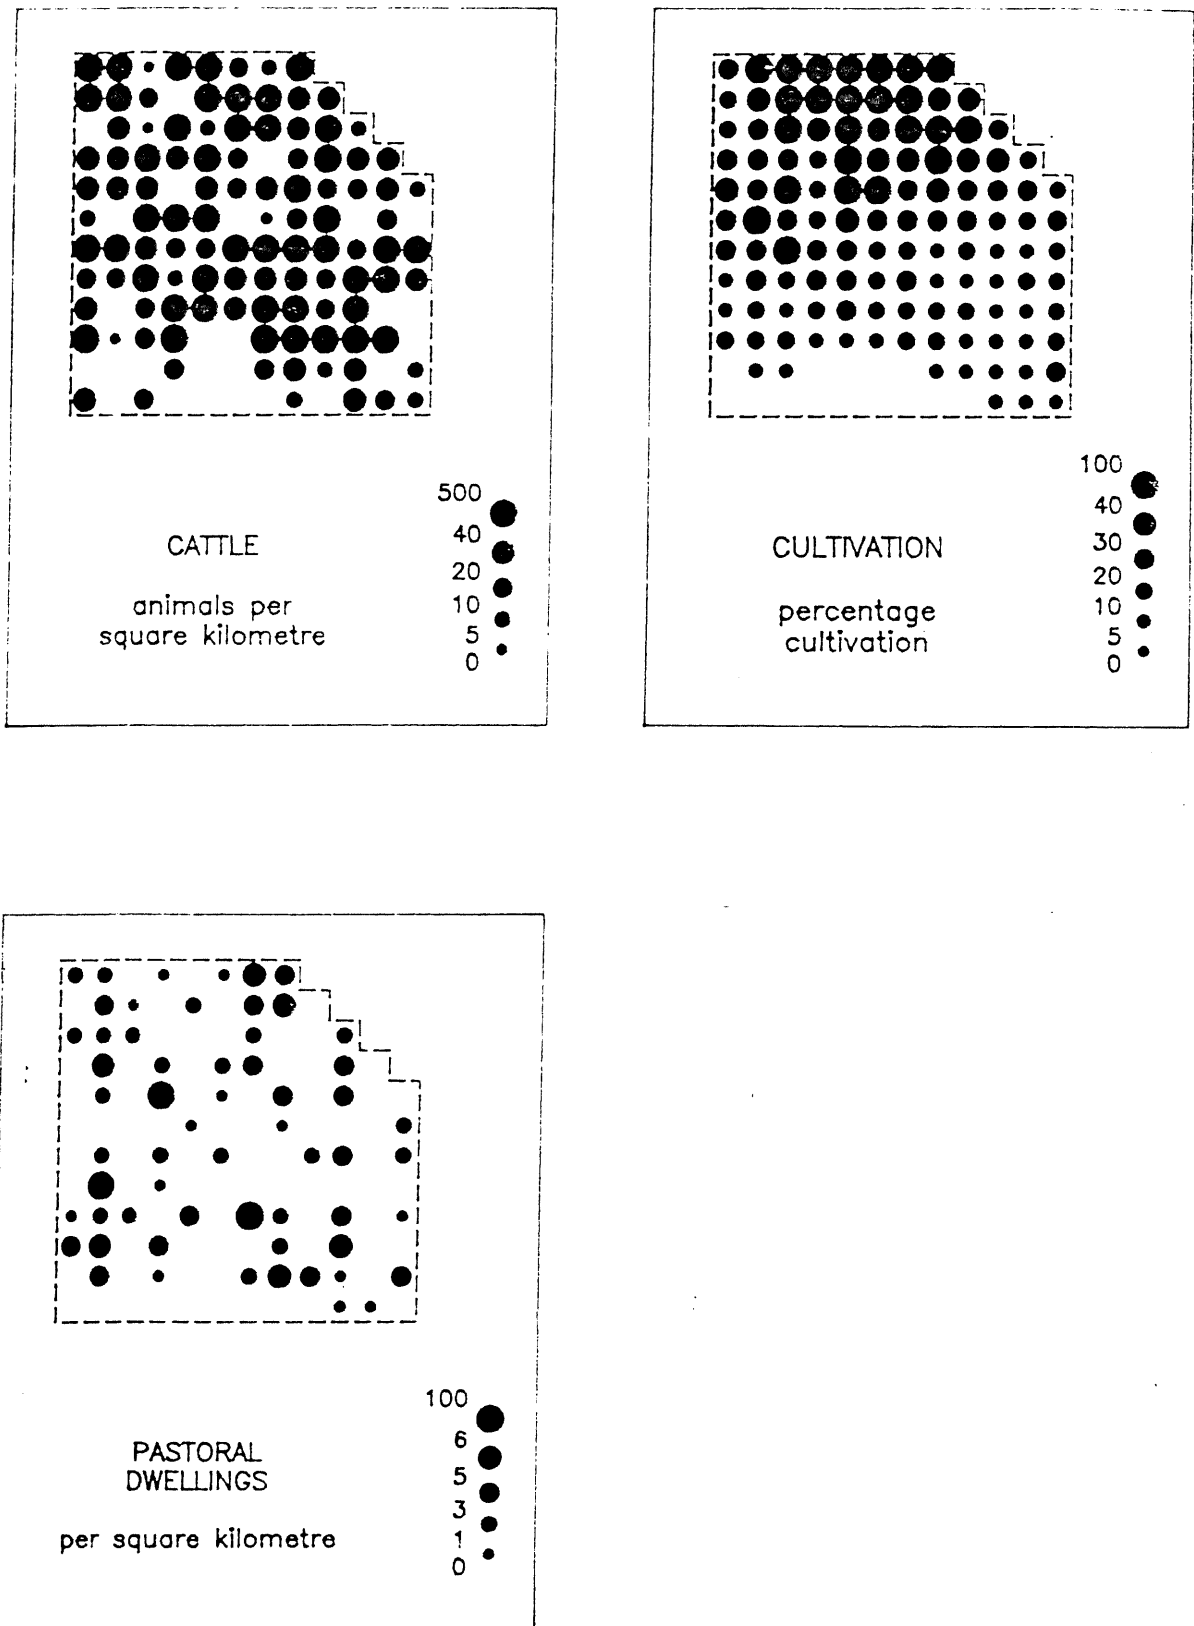 500
40
20
10
5
0
CATTLE
animals per
square kilometre
100
40
30
20
10
5
0
CULTIVATION
percentage
cultivation
100
6
5
3
1
0
PASTORAL
DWELLINGS
per square kilometre